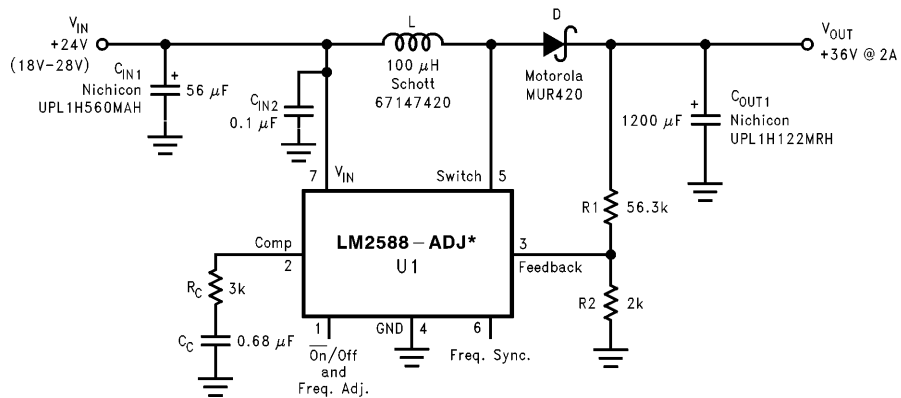 V_IN
+24V
(18V–28V)
C_IN1
Nichicon
UPL1H560MAH
+
56 μF
C_IN2
0.1 μF
L
100 μH
Schott
67147420
D
Motorola
MUR420
V_OUT
+36V @ 2A
+
1200 μF
C_OUT1
Nichicon
UPL1H122MRH
7
V_IN
Switch
5
R1
56.3k
Comp
2
LM2588–ADJ*
U1
3
Feedback
R_C
3k
R2
2k
C_C
0.68 μF
1
O̅n̅/Off
and
Freq. Adj.
GND
4
6
Freq. Sync.